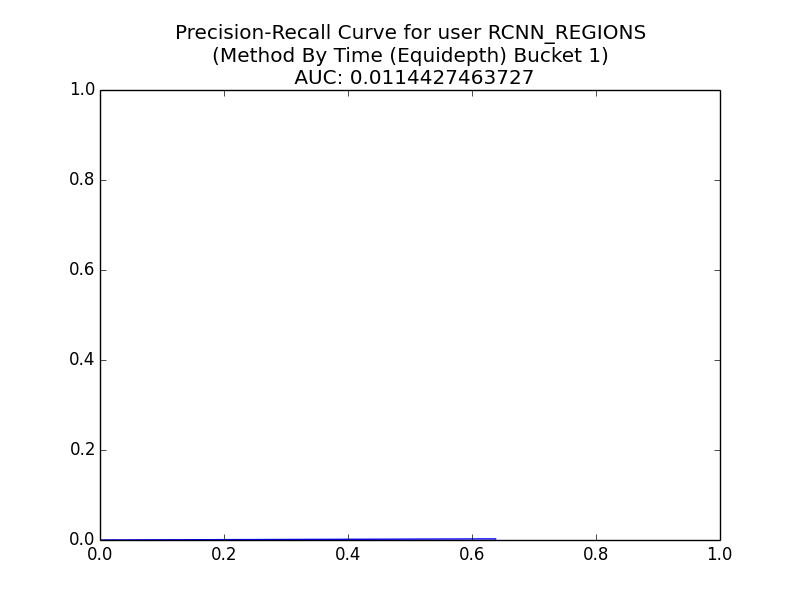 Precision-Recall Curve for user RCNN_REGIONS
(Method By Time (Equidepth) Bucket 1)
AUC: 0.0114427463727
1.0
0.8
0.6
0.4
0.2
0.0
0.0 0.2 0.4 0.6 0.8 1.0